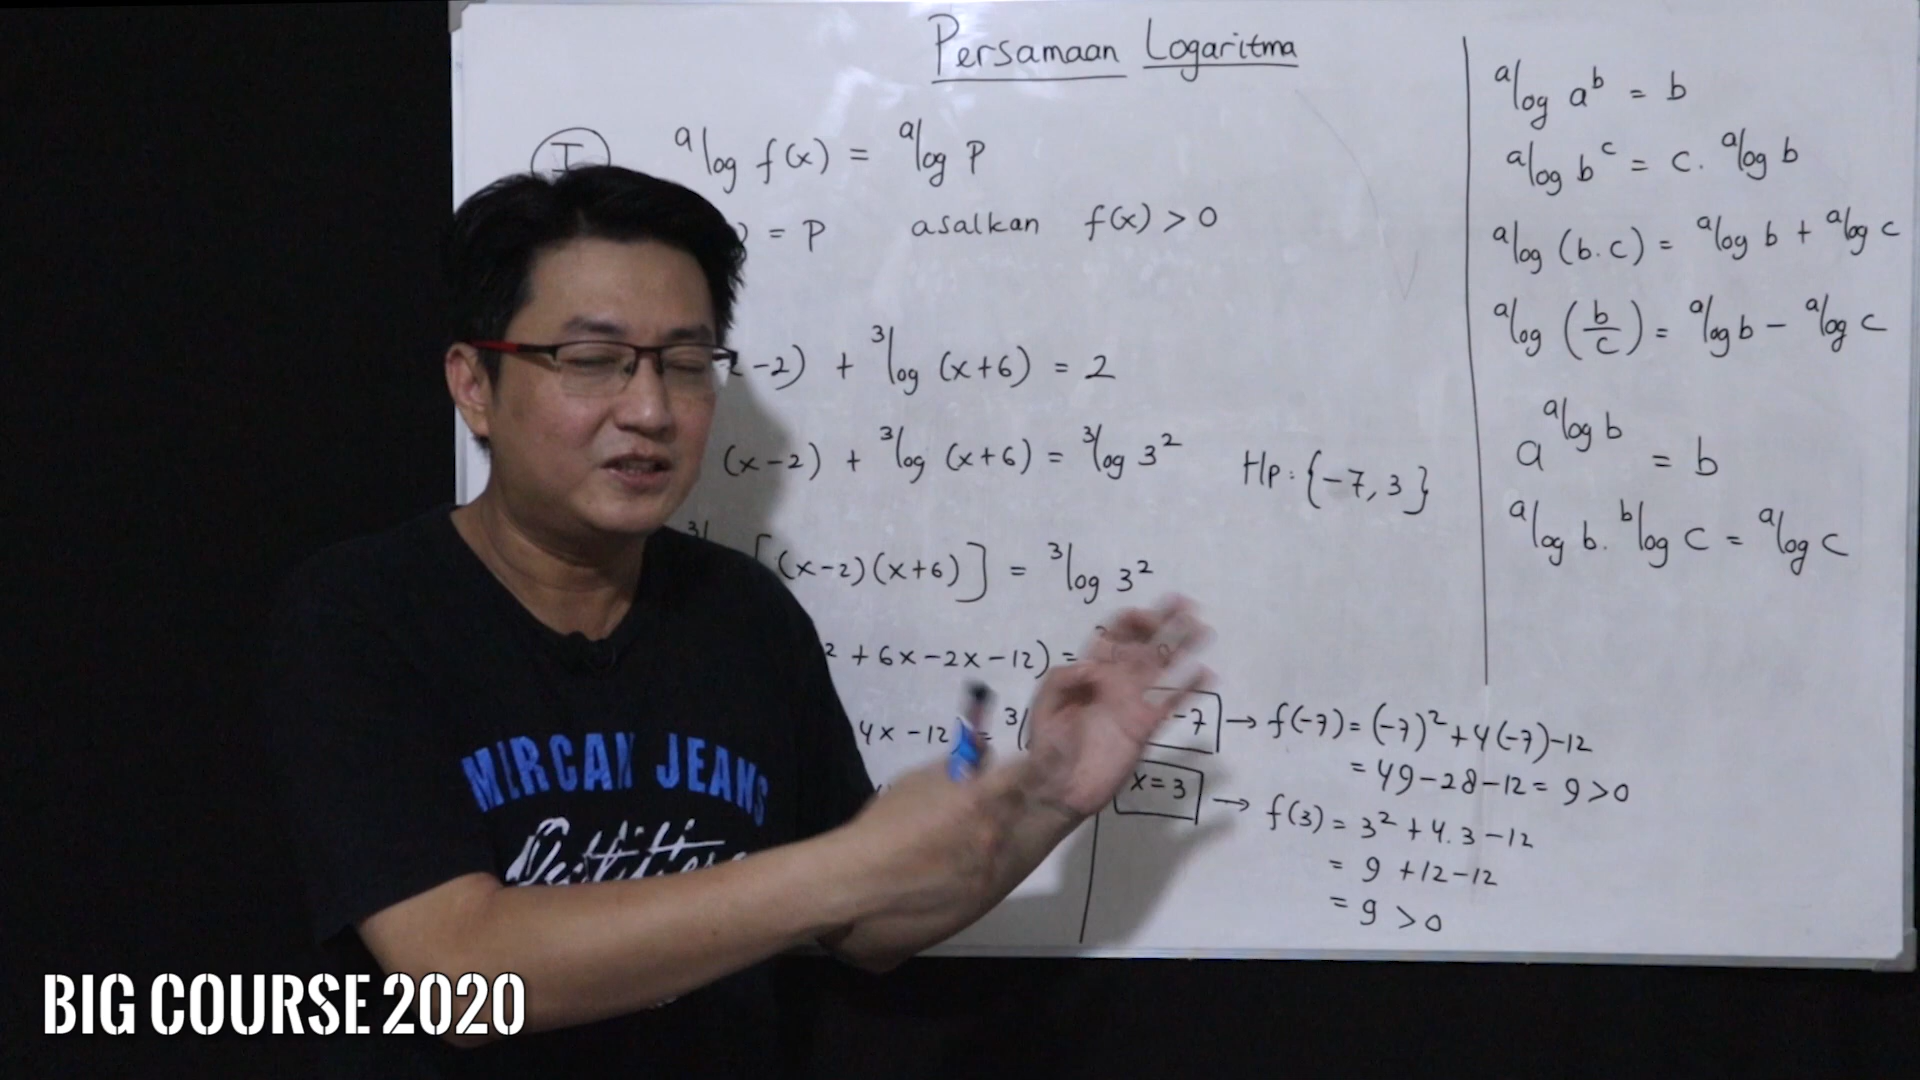 Persamaan Logaritma
I
ᵃlog f(x) = ᵃlog p
) = p asalkan f(x) > 0
-2) + ³log (x+6) = 2
(x-2) + ³log (x+6) = ³log 3²
[(x-2)(x+6)] = ³log 3²
² + 6x - 2x - 12) =
4x - 12) = ³
Hp: {-7, 3}
-7 → f(-7) = (-7)² + 4(-7) - 12
= 49 - 28 - 12 = 9 > 0
x = 3 → f(3) = 3² + 4.3 - 12
= 9 + 12 - 12
= 9 > 0
ᵃlog aᵇ = b
ᵃlog bᶜ = c. ᵃlog b
ᵃlog (b.c) = ᵃlog b + ᵃlog c
ᵃlog (b/c) = ᵃlog b - ᵃlog c
a^(ᵃlog b) = b
ᵃlog b. ᵇlog c = ᵃlog c
MIRCAN JEANS
BIG COURSE 2020